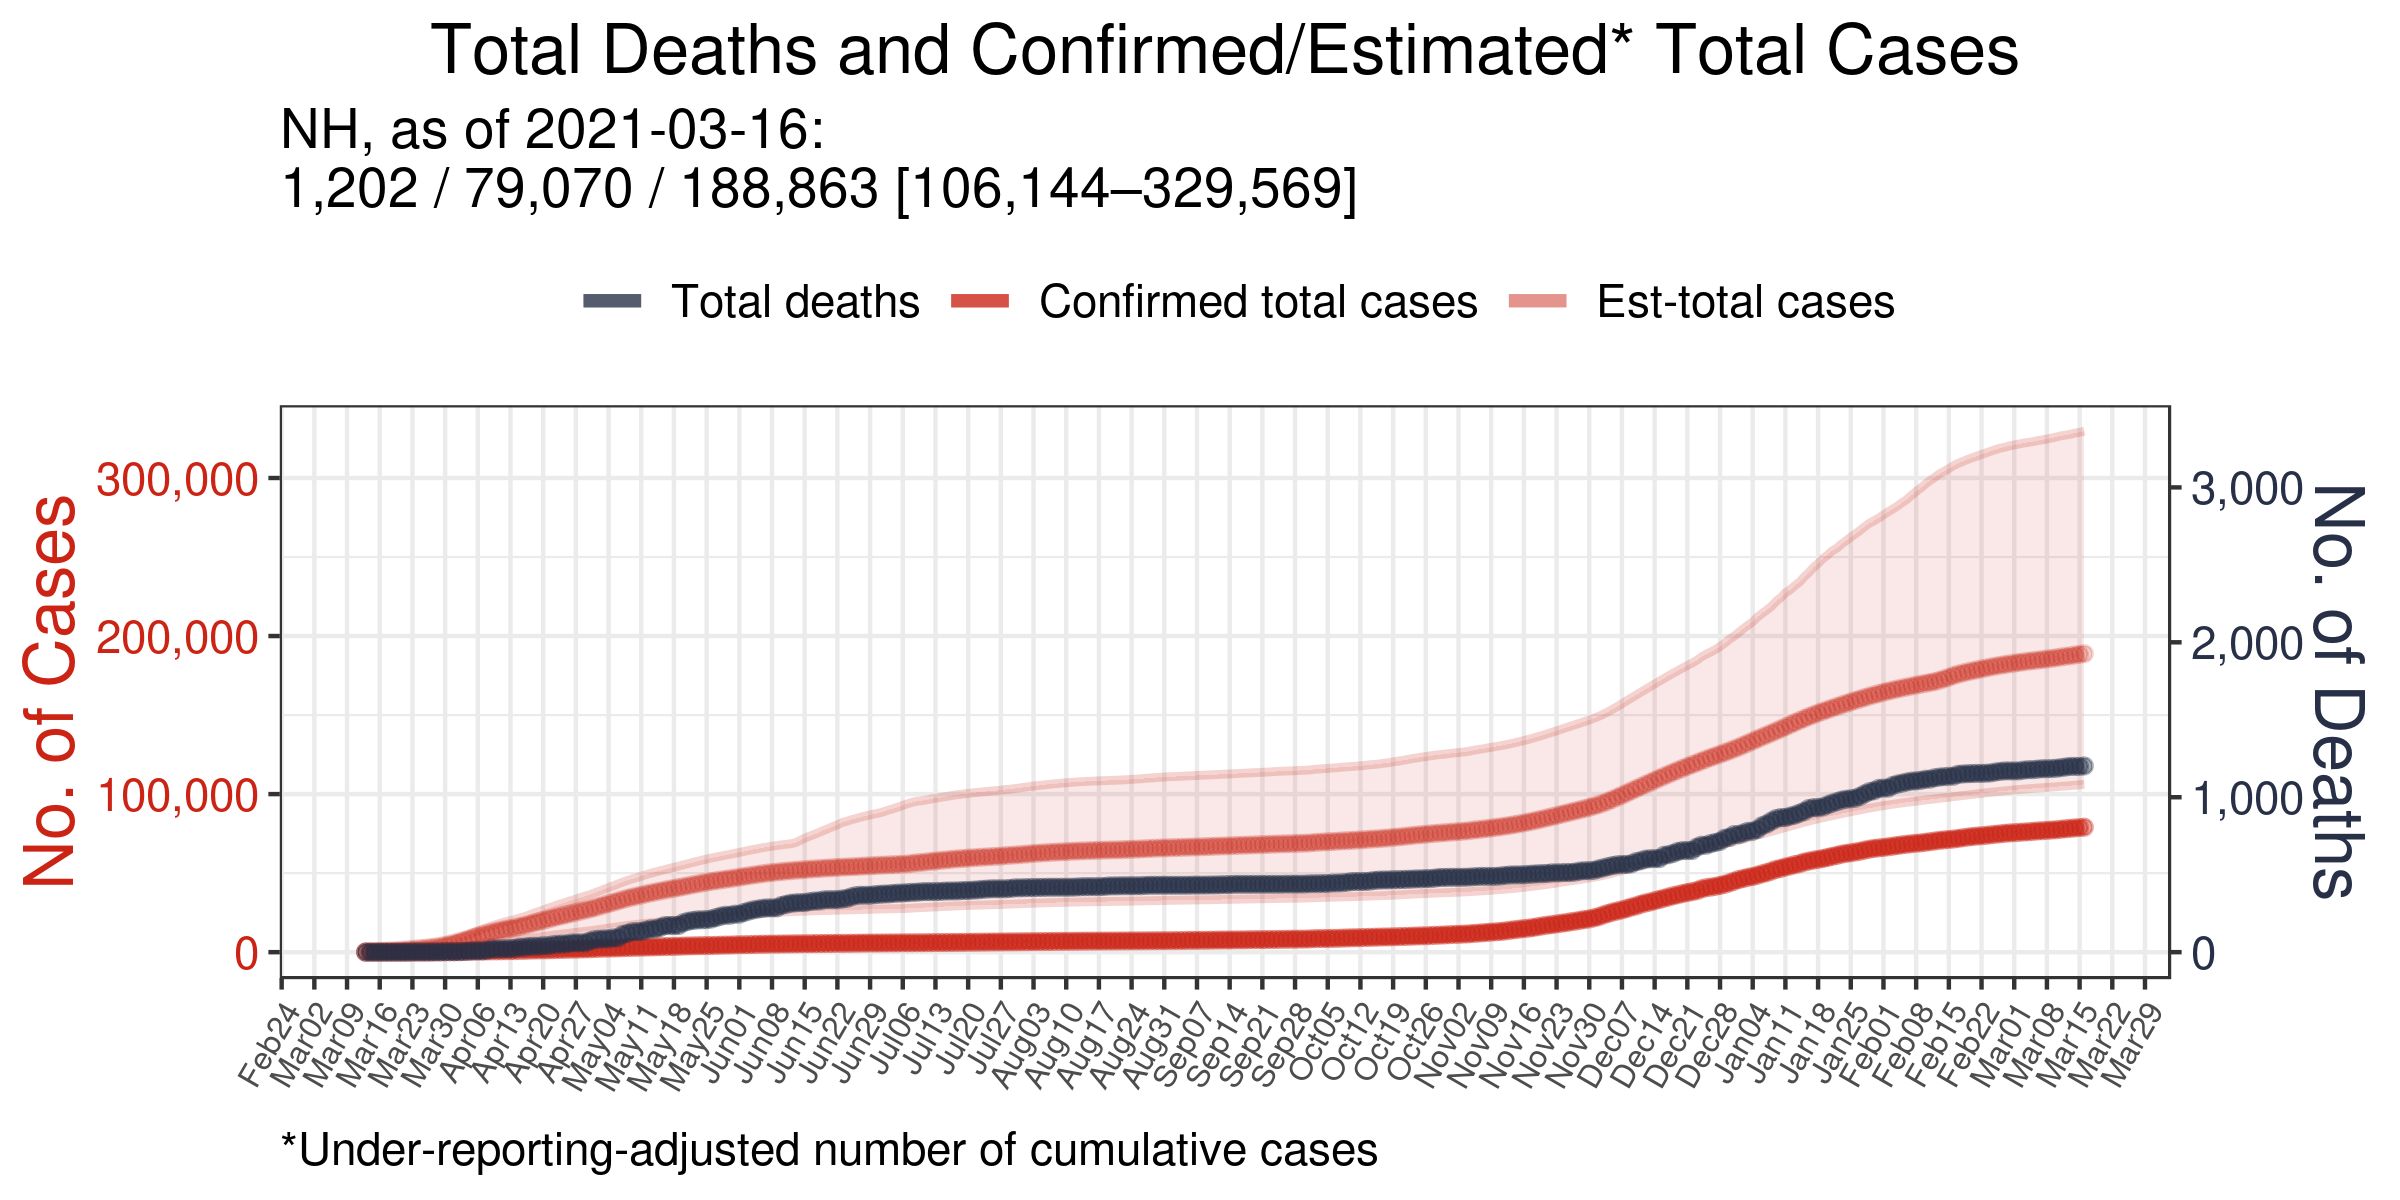 Total Deaths and Confirmed/Estimated* Total Cases
NH, as of 2021-03-16:
1,202 / 79,070 / 188,863 [106,144–329,569]
Total deaths
Confirmed total cases
Est-total cases
No. of Cases
300,000
200,000
100,000
0
3,000
2,000
1,000
0
No. of Deaths
Feb24
Mar02
Mar09
Mar16
Mar23
Mar30
Apr06
Apr13
Apr20
Apr27
May04
May11
May18
May25
Jun01
Jun08
Jun15
Jun22
Jun29
Jul06
Jul13
Jul20
Jul27
Aug03
Aug10
Aug17
Aug24
Aug31
Sep07
Sep14
Sep21
Sep28
Oct05
Oct12
Oct19
Oct26
Nov02
Nov09
Nov16
Nov23
Nov30
Dec07
Dec14
Dec21
Dec28
Jan04
Jan11
Jan18
Jan25
Feb01
Feb08
Feb15
Feb22
Mar01
Mar08
Mar15
Mar22
Mar29
*Under-reporting-adjusted number of cumulative cases